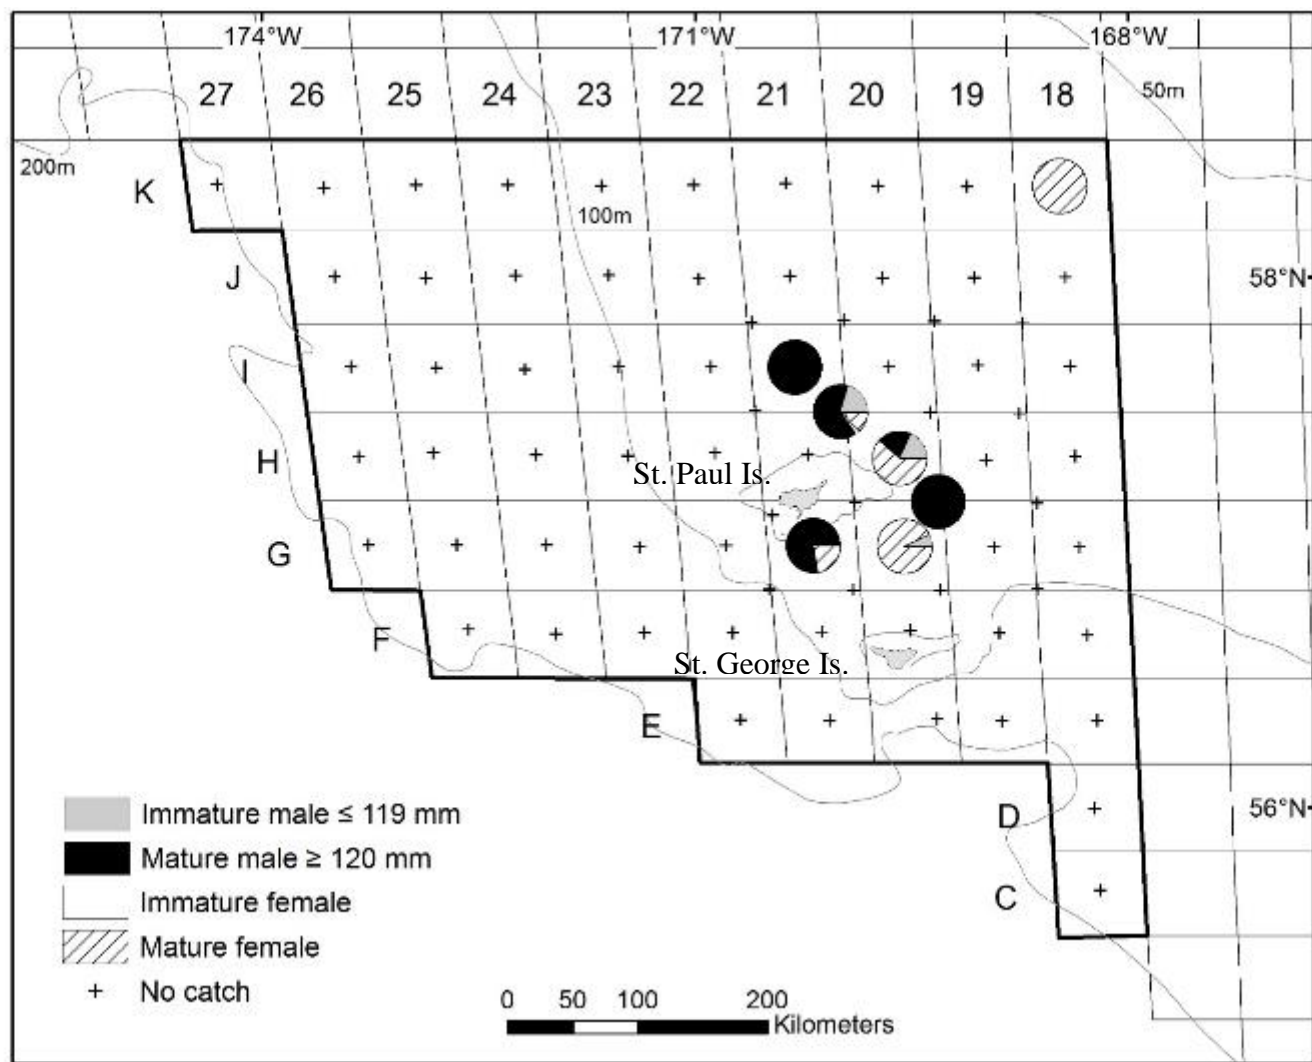 174°W 171°W 168°W
27 26 25 24 23 22 21 20 19 18 50m
200m
K
100m
J 58°N
I
H
St. Paul Is.
G
F
St. George Is.
E
Immature male ≤ 119 mm
D 56°N
Mature male ≥ 120 mm
Immature female
C
Mature female
+ No catch
0 50 100 200
Kilometers